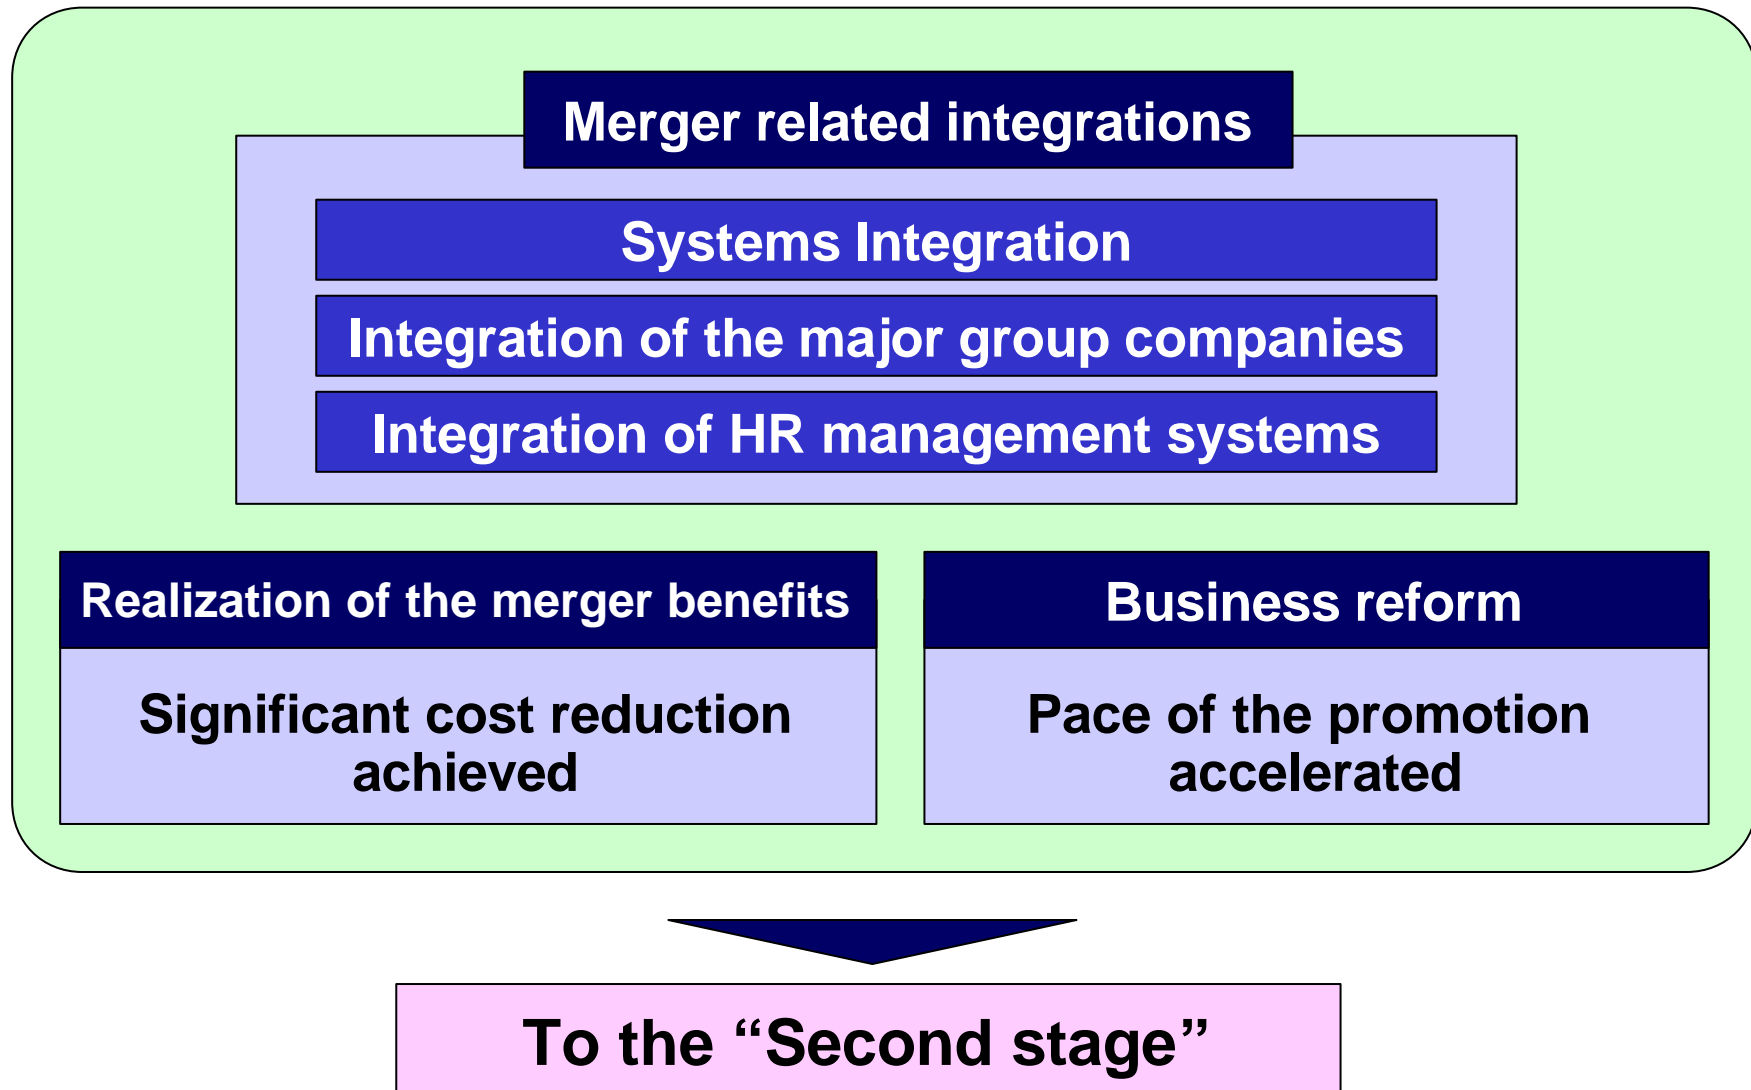 Merger related integrations
Systems Integration
Integration of the major group companies
Integration of HR management systems
Realization of the merger benefits
Significant cost reduction
achieved
Business reform
Pace of the promotion
accelerated
To the “Second stage”